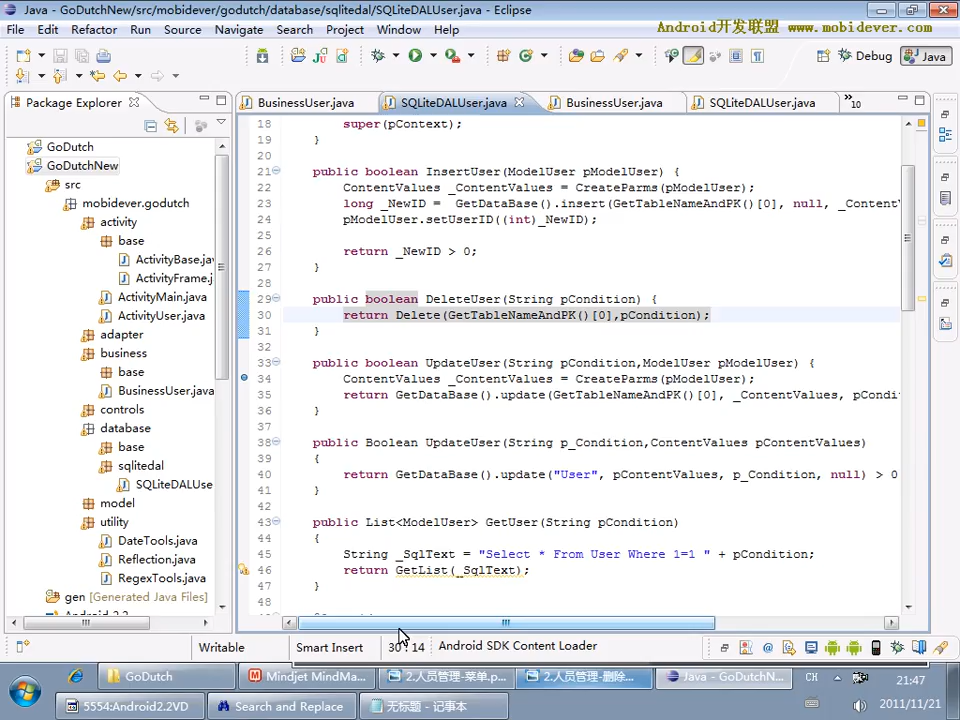 Java - GoDutchNew/src/mobidever/godutch/database/sqlitedal/SQLiteDALUser.java - Eclipse
File Edit Refactor Run Source Navigate Search Project Window Help
Android开发联盟 www.mobidever.com
Debug Java
Package Explorer
BusinessUser.java SQLiteDALUser.java BusinessUser.java SQLiteDALUser.java »10
GoDutch
GoDutchNew
src
mobidever.godutch
activity
base
ActivityBase.jav
ActivityFrame.j
ActivityMain.java
ActivityUser.java
adapter
business
base
BusinessUser.java
controls
database
base
sqlitedal
SQLiteDALUse
model
utility
DateTools.java
Reflection.java
RegexTools.java
gen [Generated Java Files]
Android 2.2
18 super(pContext);
19 }
20
21 public boolean InsertUser(ModelUser pModelUser) {
22 ContentValues _ContentValues = CreateParms(pModelUser);
23 long _NewID = GetDataBase().insert(GetTableNameAndPK()[0], null, _ContentV
24 pModelUser.setUserID((int)_NewID);
25
26 return _NewID > 0;
27 }
28
29 public boolean DeleteUser(String pCondition) {
30 return Delete(GetTableNameAndPK()[0],pCondition);
31 }
32
33 public boolean UpdateUser(String pCondition,ModelUser pModelUser) {
34 ContentValues _ContentValues = CreateParms(pModelUser);
35 return GetDataBase().update(GetTableNameAndPK()[0], _ContentValues, pCondi
36 }
37
38 public Boolean UpdateUser(String p_Condition,ContentValues pContentValues)
39 {
40 return GetDataBase().update("User", pContentValues, p_Condition, null) > 0
41 }
42
43 public List<ModelUser> GetUser(String pCondition)
44 {
45 String _SqlText = "Select * From User Where 1=1 " + pCondition;
46 return GetList(_SqlText);
47 }
48
Writable Smart Insert 30 : 14 Android SDK Content Loader
GoDutch Mindjet MindMa... 2.人员管理-菜单.p... 2.人员管理-删除... Java - GoDutchN... CH 21:47
5554:Android2.2VD Search and Replace 无标题 - 记事本 2011/11/21